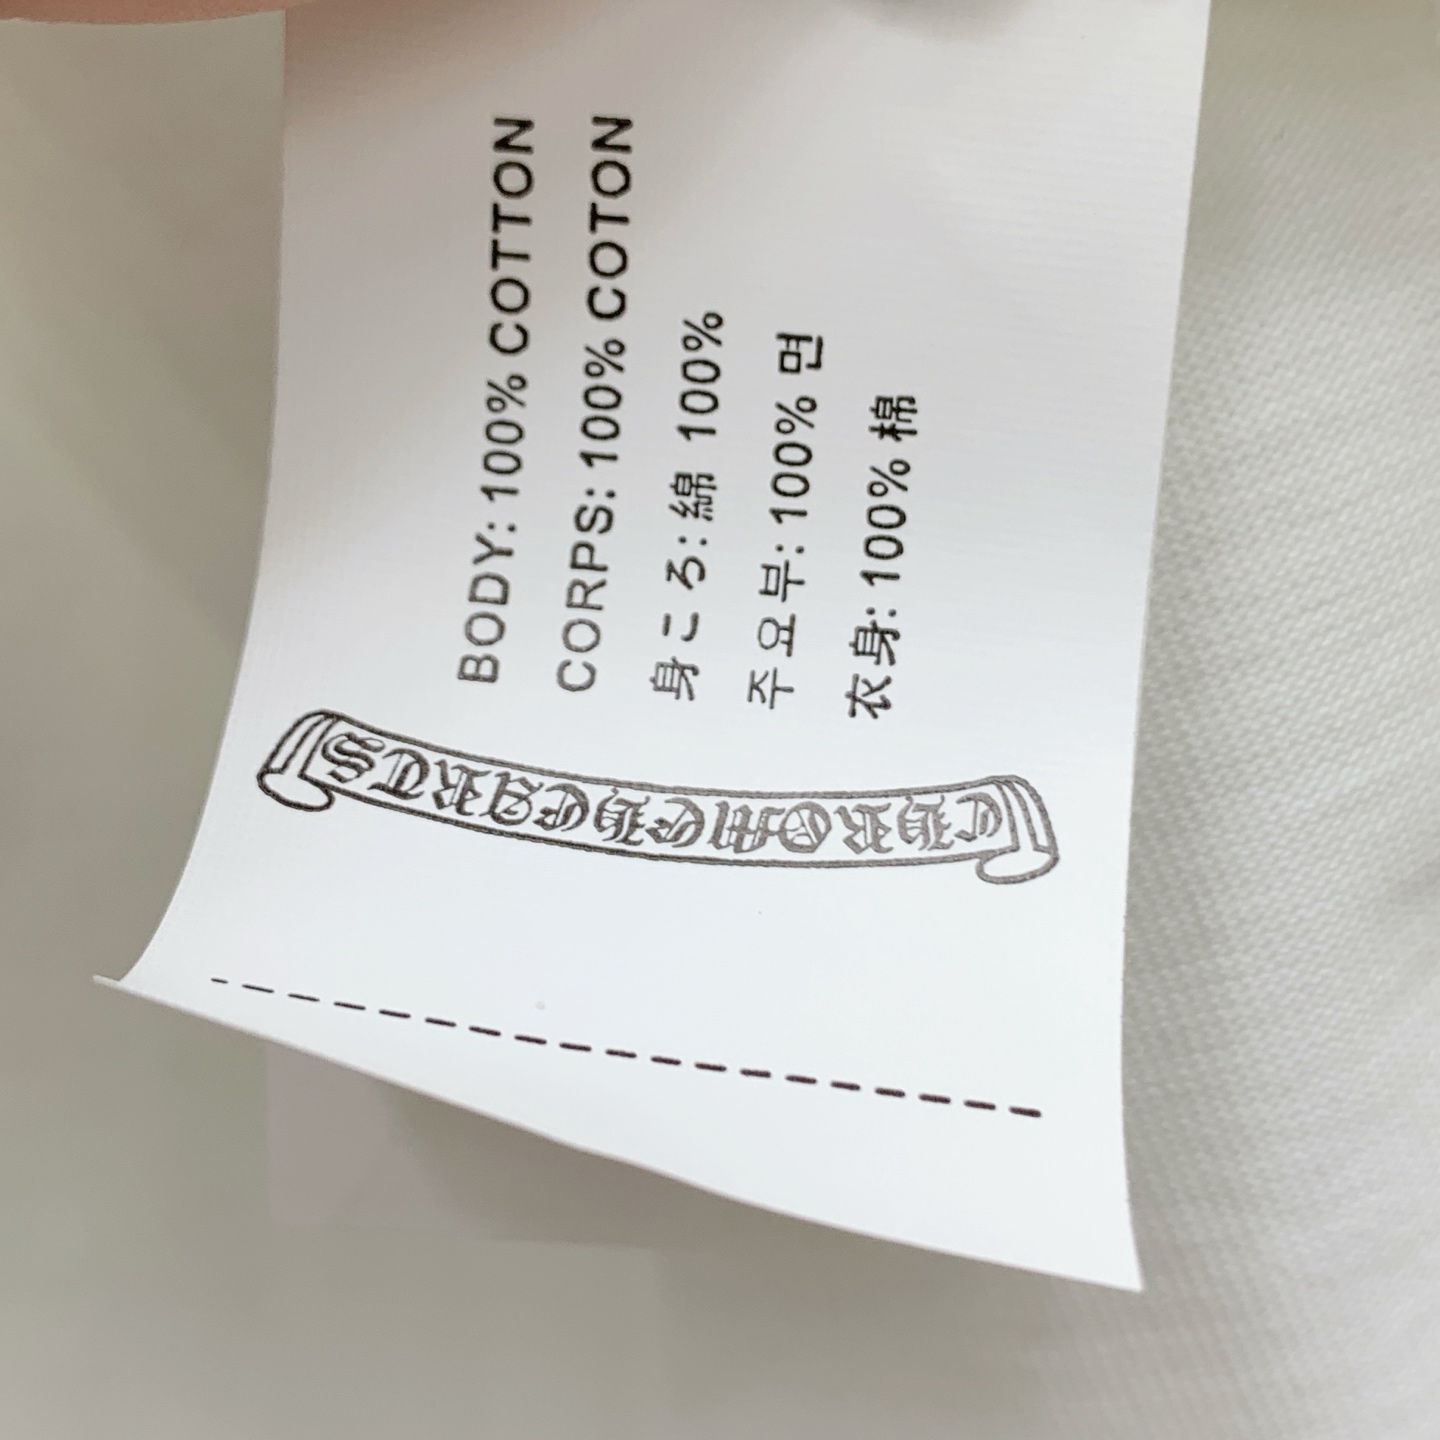 BODY: 100% COTTON
CORPS: 100% COTON
身ころ: 綿 100%
주요부: 100% 면
衣身: 100% 棉
CHROME HEARTS